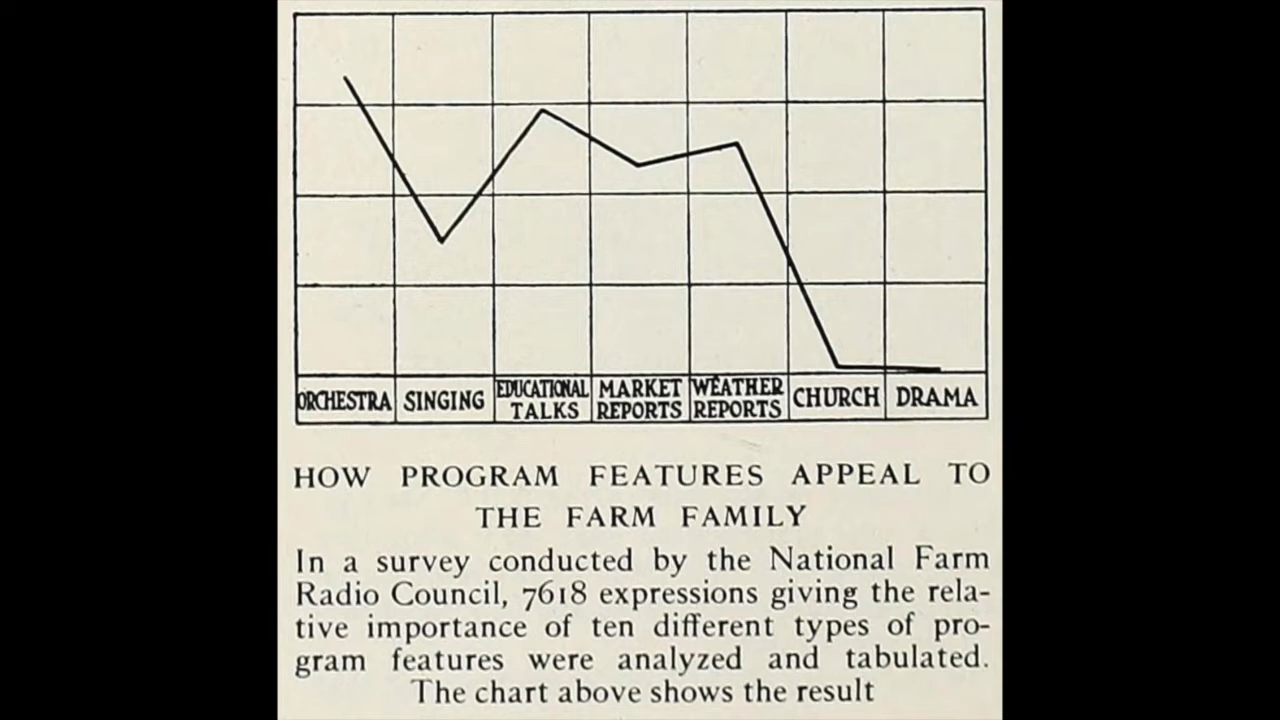 ORCHESTRA SINGING EDUCATIONAL TALKS MARKET REPORTS WEATHER REPORTS CHURCH DRAMA
HOW PROGRAM FEATURES APPEAL TO
THE FARM FAMILY
In a survey conducted by the National Farm
Radio Council, 7618 expressions giving the rela-
tive importance of ten different types of pro-
gram features were analyzed and tabulated.
The chart above shows the result